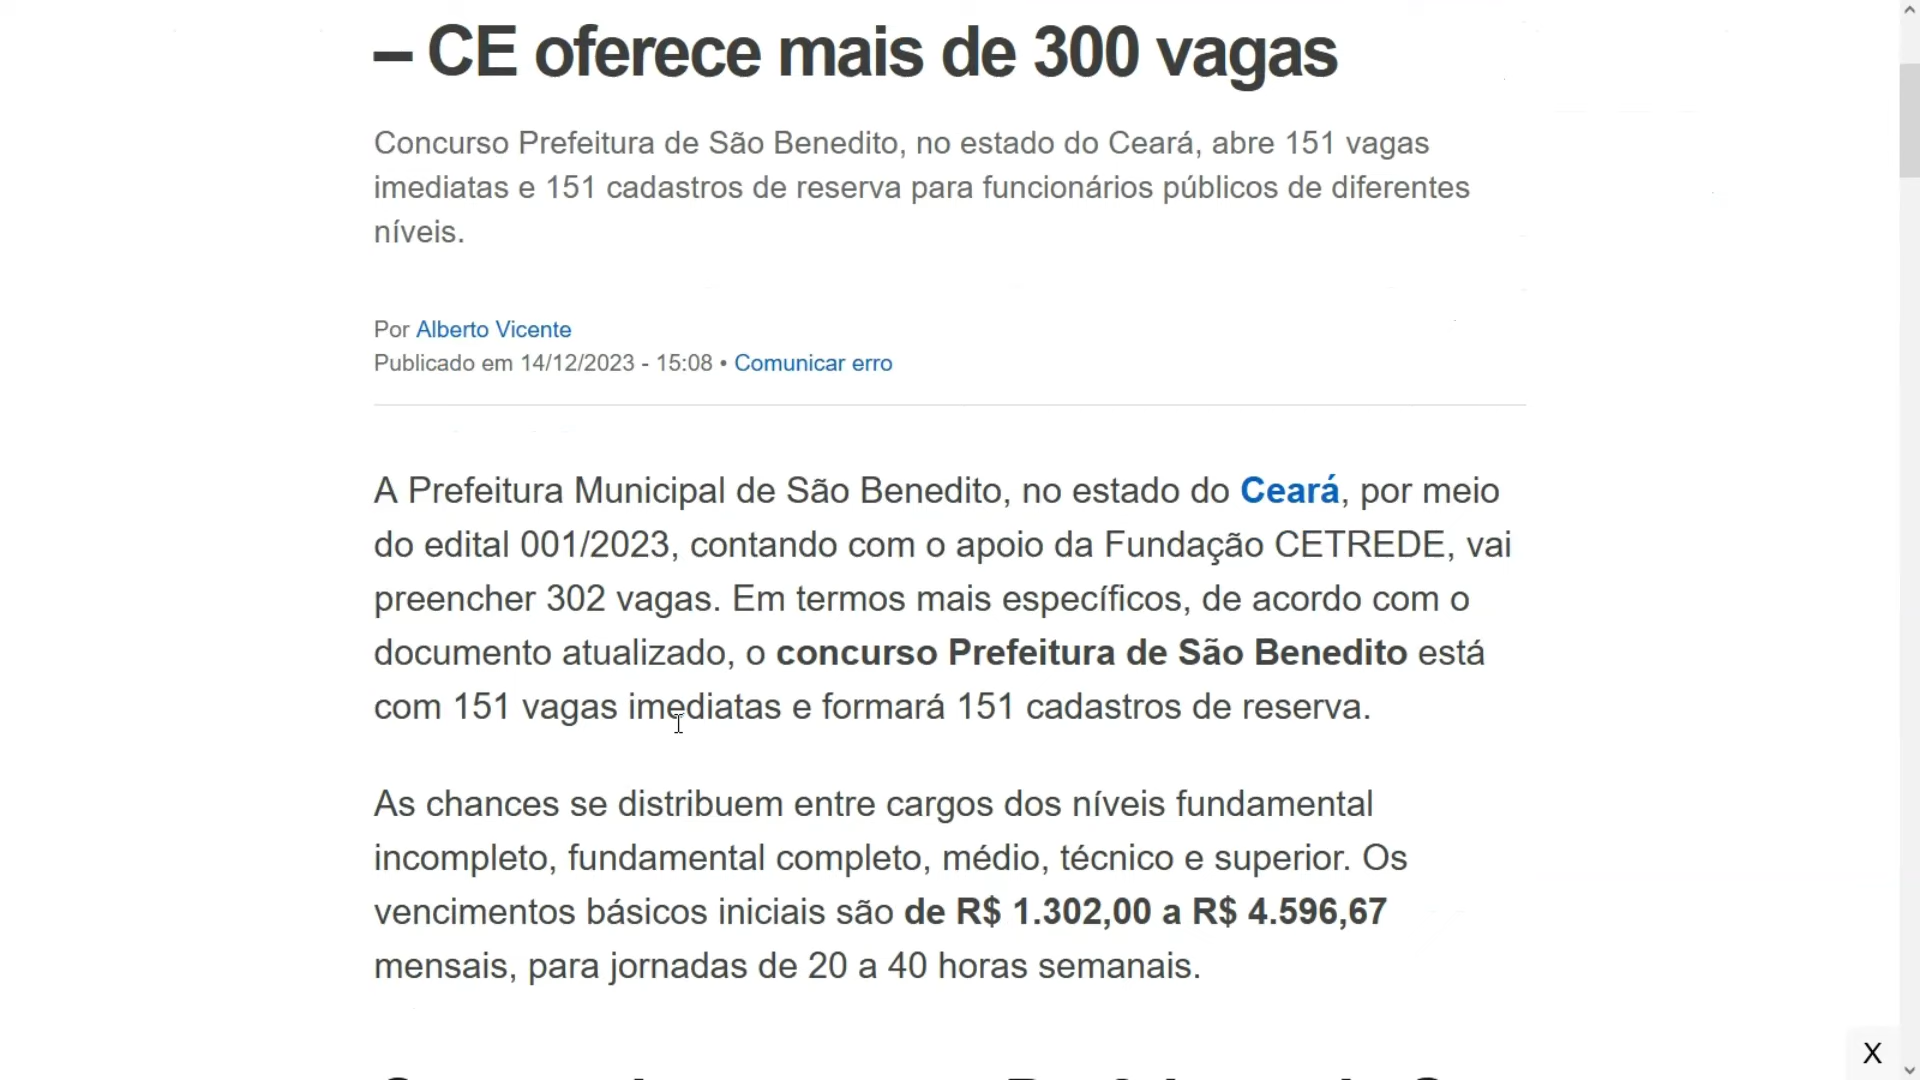 – CE oferece mais de 300 vagas
Concurso Prefeitura de São Benedito, no estado do Ceará, abre 151 vagas
imediatas e 151 cadastros de reserva para funcionários públicos de diferentes
níveis.
Por Alberto Vicente
Publicado em 14/12/2023 - 15:08 • Comunicar erro
A Prefeitura Municipal de São Benedito, no estado do Ceará, por meio
do edital 001/2023, contando com o apoio da Fundação CETREDE, vai
preencher 302 vagas. Em termos mais específicos, de acordo com o
documento atualizado, o concurso Prefeitura de São Benedito está
com 151 vagas imediatas e formará 151 cadastros de reserva.
As chances se distribuem entre cargos dos níveis fundamental
incompleto, fundamental completo, médio, técnico e superior. Os
vencimentos básicos iniciais são de R$ 1.302,00 a R$ 4.596,67
mensais, para jornadas de 20 a 40 horas semanais.
X